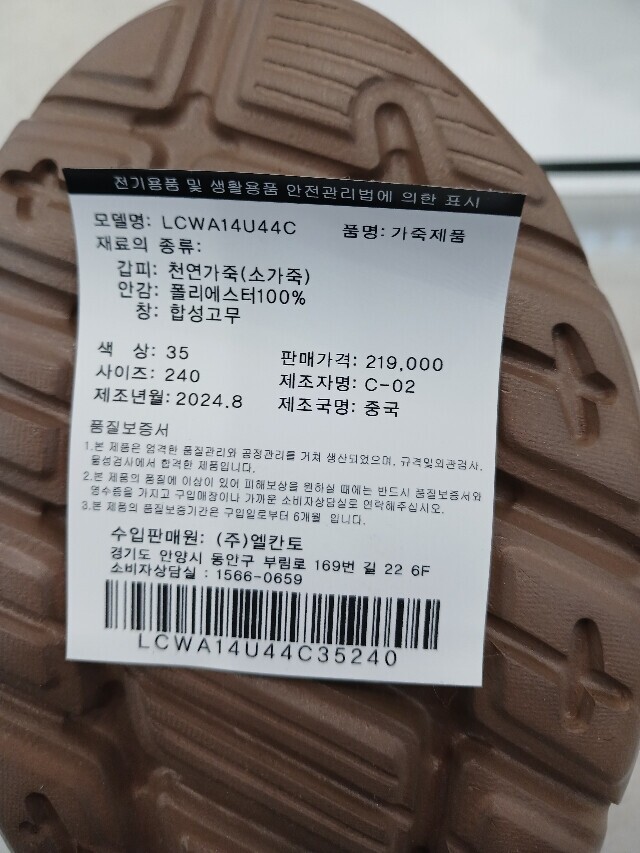 전기용품 및 생활용품 안전관리법에 의한 표시
모델명: LCWA14U44C 품명: 가죽제품
재료의 종류:
갑피: 천연가죽(소가죽)
안감: 폴리에스터100%
창: 합성고무
색 상: 35 판매가격: 219,000
사이즈: 240 제조자명: C-02
제조년월: 2024.8 제조국명: 중국
품질보증서
1.본 제품은 엄격한 품질관리와 공정관리를 거쳐 생산되었으며, 규격및외관검사,
물성검사에서 합격한 제품입니다.
2.본 제품의 품질에 이상이 있어 피해보상을 원하실 때에는 반드시 품질보증서와
영수증을 가지고 구입매장이나 가까운 소비자상담실로 연락해주십시오.
3.본 제품의 품질보증기간은 구입일로부터 6개월 입니다.
수입판매원: (주)엘칸토
경기도 안양시 동안구 부림로 169번 길 22 6F
소비자상담실 : 1566-0659
LCWA14U44C35240